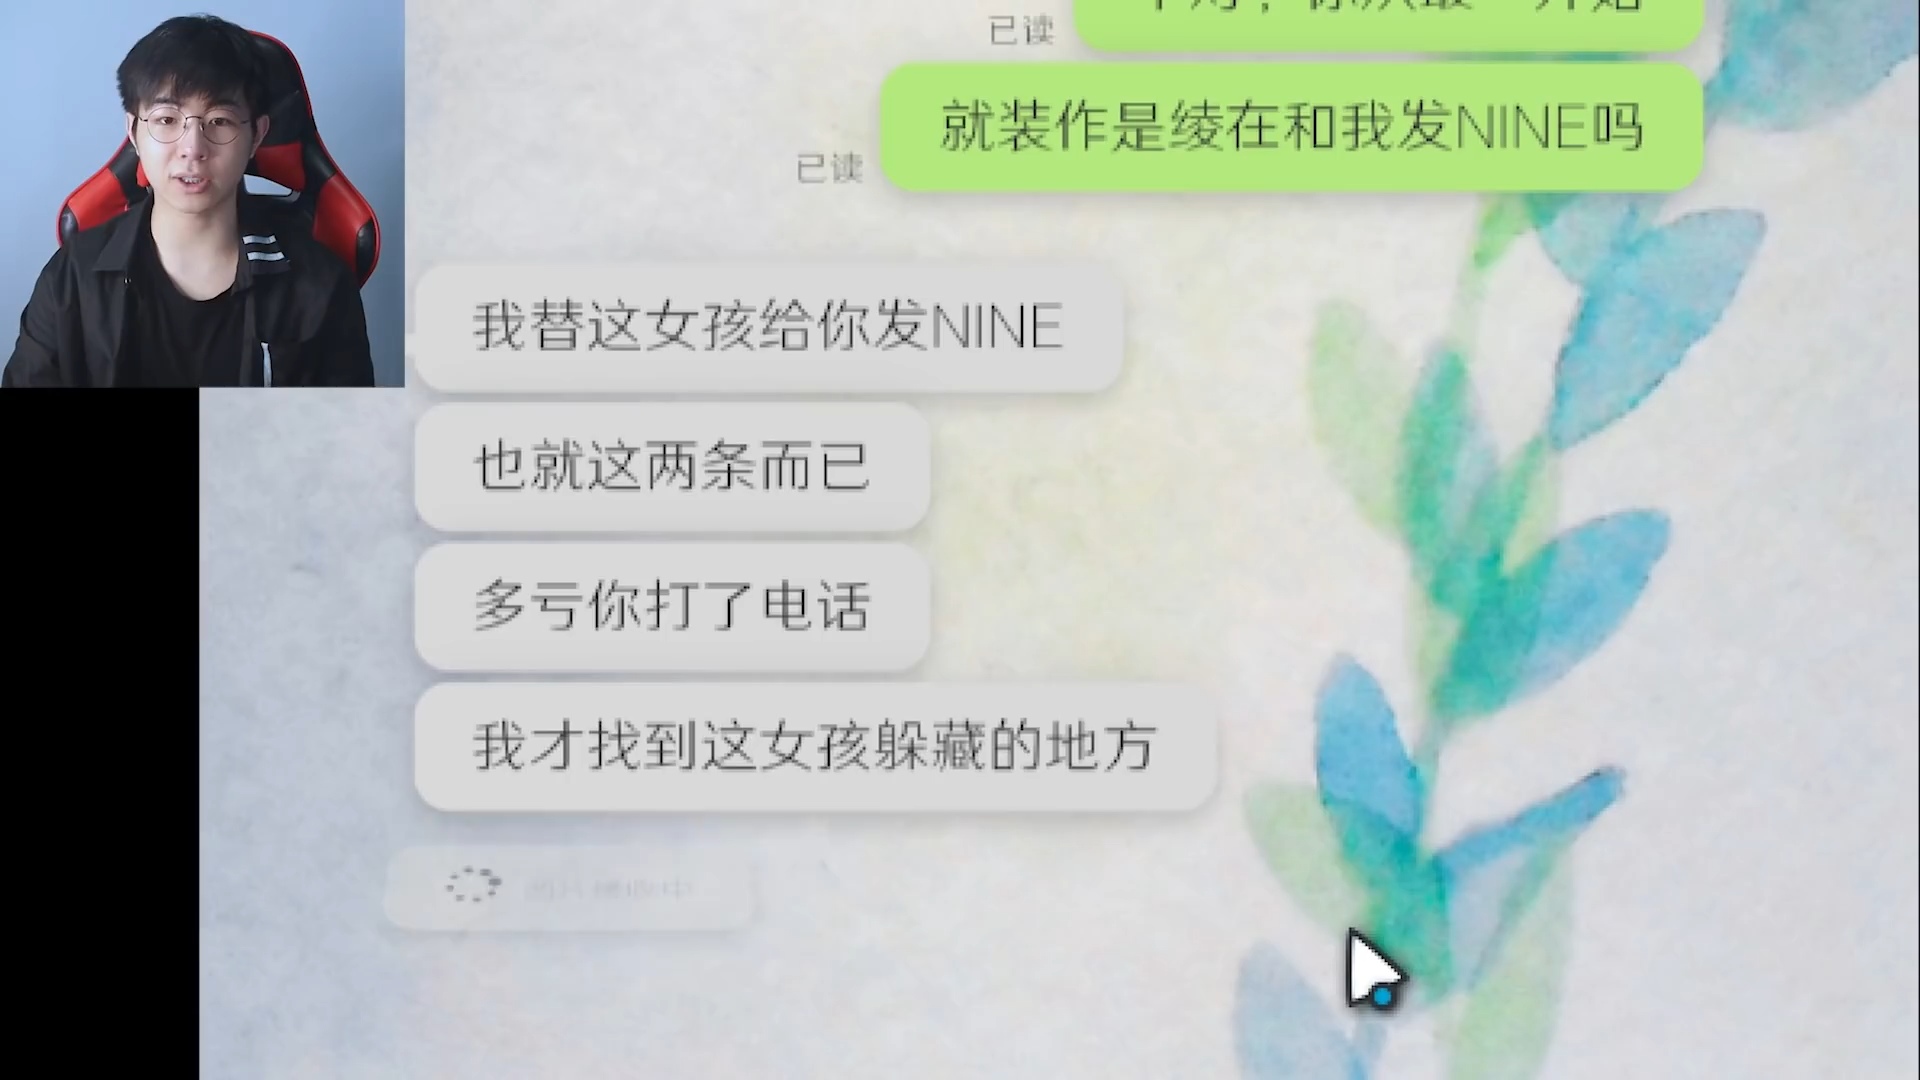 已读
就装作是绫在和我发NINE吗
已读
我替这女孩给你发NINE
也就这两条而已
多亏你打了电话
我才找到这女孩躲藏的地方